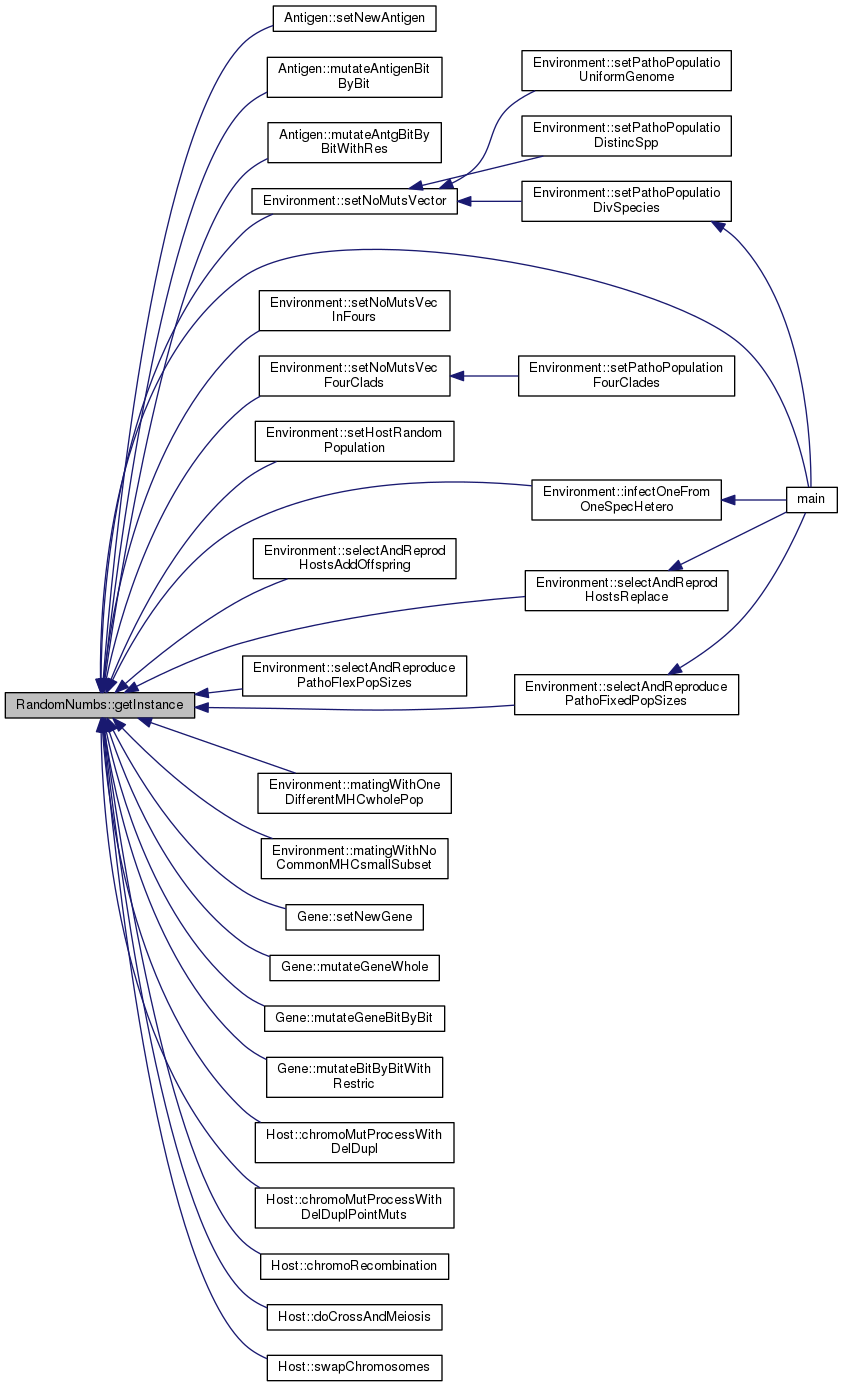 Antigen::setNewAntigen
Antigen::mutateAntigenBit
ByBit
Antigen::mutateAntgBitBy
BitWithRes
Environment::setNoMutsVector
Environment::setPathoPopulatio
UniformGenome
Environment::setPathoPopulatio
DistincSpp
Environment::setPathoPopulatio
DivSpecies
Environment::setNoMutsVec
InFours
Environment::setNoMutsVec
FourClads
Environment::setPathoPopulation
FourClades
Environment::setHostRandom
Population
Environment::infectOneFrom
OneSpecHetero
main
Environment::selectAndReprod
HostsAddOffspring
Environment::selectAndReprod
HostsReplace
Environment::selectAndReproduce
PathoFlexPopSizes
Environment::selectAndReproduce
PathoFixedPopSizes
RandomNumbs::getInstance
Environment::matingWithOne
DifferentMHCwholePop
Environment::matingWithNo
CommonMHCsmallSubset
Gene::setNewGene
Gene::mutateGeneWhole
Gene::mutateGeneBitByBit
Gene::mutateBitByBitWith
Restric
Host::chromoMutProcessWith
DelDupl
Host::chromoMutProcessWith
DelDuplPointMuts
Host::chromoRecombination
Host::doCrossAndMeiosis
Host::swapChromosomes